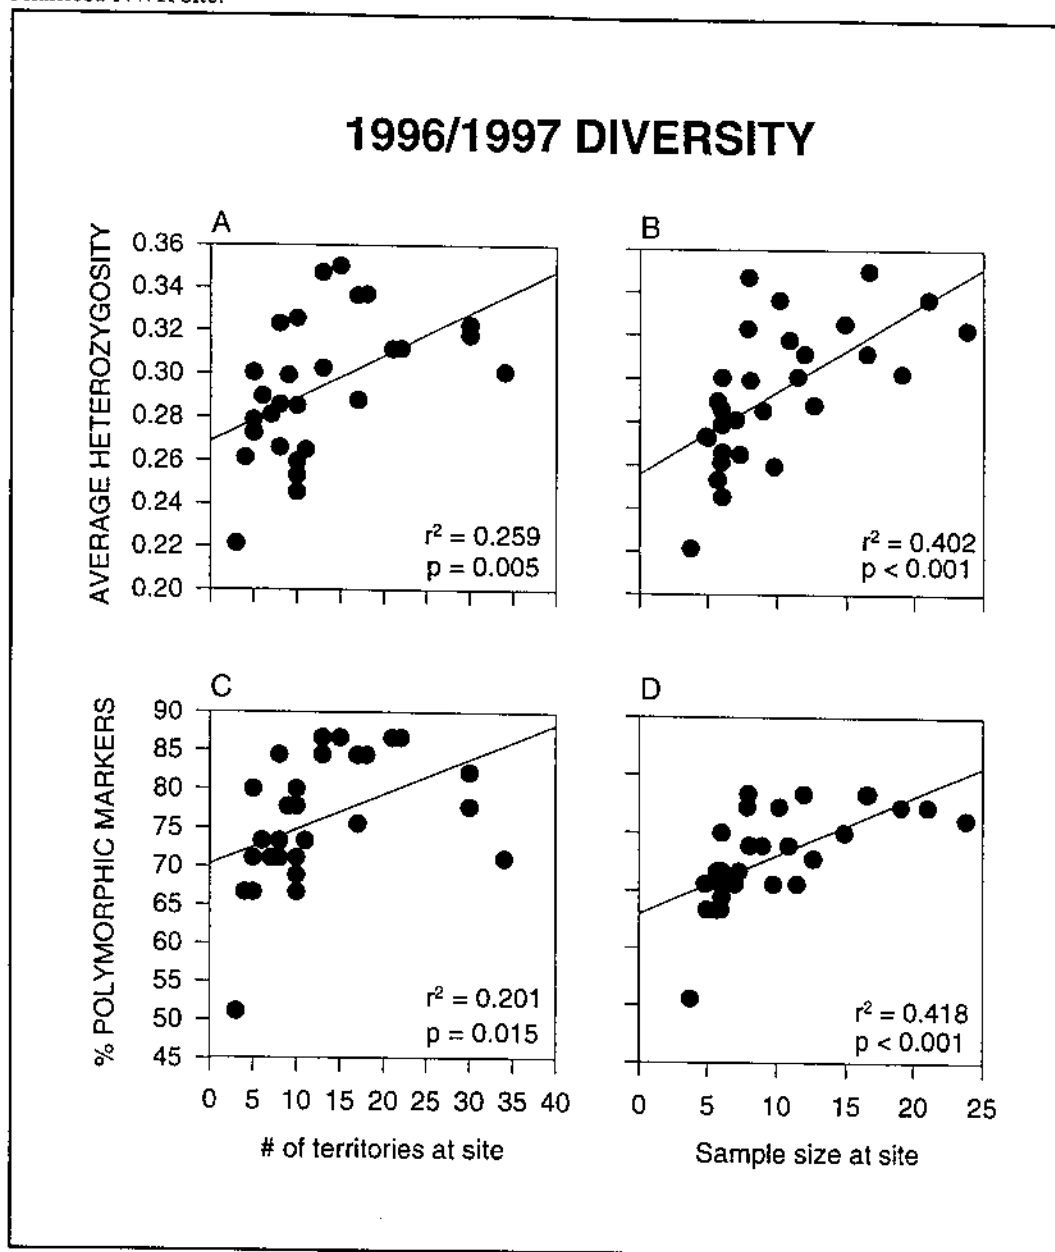 1996/1997 DIVERSITY
A
B
AVERAGE HETEROZYGOSITY
0.36
0.34
0.32
0.30
0.28
0.26
0.24
0.22
0.20
r² = 0.259
p = 0.005
r² = 0.402
p < 0.001
C
D
% POLYMORPHIC MARKERS
90
85
80
75
70
65
60
55
50
45
r² = 0.201
p = 0.015
r² = 0.418
p < 0.001
0 5 10 15 20 25 30 35 40
0 5 10 15 20 25
# of territories at site
Sample size at site